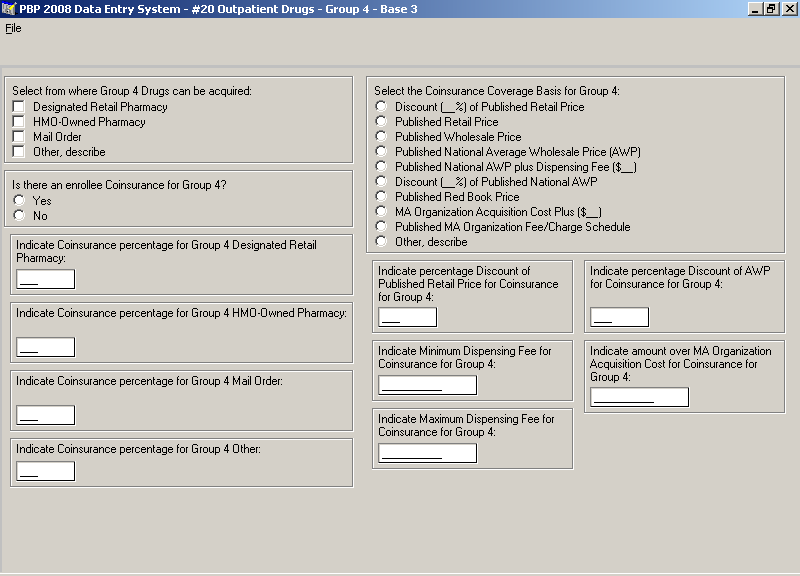 PBP 2008 Data Entry System - #20 Outpatient Drugs - Group 4 - Base 3
File
Select from where Group 4 Drugs can be acquired:
Designated Retail Pharmacy
HMO-Owned Pharmacy
Mail Order
Other, describe
Is there an enrollee Coinsurance for Group 4?
Yes
No
Indicate Coinsurance percentage for Group 4 Designated Retail
Pharmacy:
___
Indicate Coinsurance percentage for Group 4 HMO-Owned Pharmacy:
___
Indicate Coinsurance percentage for Group 4 Mail Order:
___
Indicate Coinsurance percentage for Group 4 Other:
___
Select the Coinsurance Coverage Basis for Group 4:
Discount (__%) of Published Retail Price
Published Retail Price
Published Wholesale Price
Published National Average Wholesale Price (AWP)
Published National AWP plus Dispensing Fee ($__)
Discount (__%) of Published National AWP
Published Red Book Price
MA Organization Acquisition Cost Plus ($__)
Published MA Organization Fee/Charge Schedule
Other, describe
Indicate percentage Discount of
Published Retail Price for Coinsurance
for Group 4:
___
Indicate percentage Discount of AWP
for Coinsurance for Group 4:
___
Indicate Minimum Dispensing Fee for
Coinsurance for Group 4:
__________
Indicate amount over MA Organization
Acquisition Cost for Coinsurance for
Group 4:
__________
Indicate Maximum Dispensing Fee for
Coinsurance for Group 4:
__________